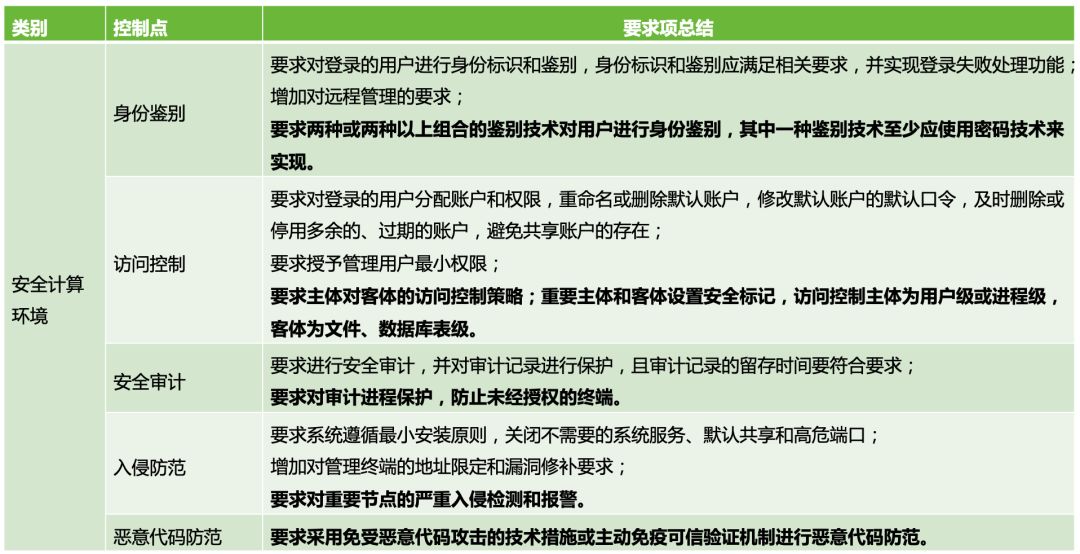 类别 控制点 要求项总结
安全计算
环境
身份鉴别
要求对登录的用户进行身份标识和鉴别，身份标识和鉴别应满足相关要求，并实现登录失败处理功能；
增加对远程管理的要求；
要求两种或两种以上组合的鉴别技术对用户进行身份鉴别，其中一种鉴别技术至少应使用密码技术来
实现。
访问控制
要求对登录的用户分配账户和权限，重命名或删除默认账户，修改默认账户的默认口令，及时删除或
停用多余的、过期的账户，避免共享账户的存在；
要求授予管理用户最小权限；
要求主体对客体的访问控制策略；重要主体和客体设置安全标记，访问控制主体为用户级或进程级，
客体为文件、数据库表级。
安全审计
要求进行安全审计，并对审计记录进行保护，且审计记录的留存时间要符合要求；
要求对审计进程保护，防止未经授权的终端。
入侵防范
要求系统遵循最小安装原则，关闭不需要的系统服务、默认共享和高危端口；
增加对管理终端的地址限定和漏洞修补要求；
要求对重要节点的严重入侵检测和报警。
恶意代码防范
要求采用免受恶意代码攻击的技术措施或主动免疫可信验证机制进行恶意代码防范。